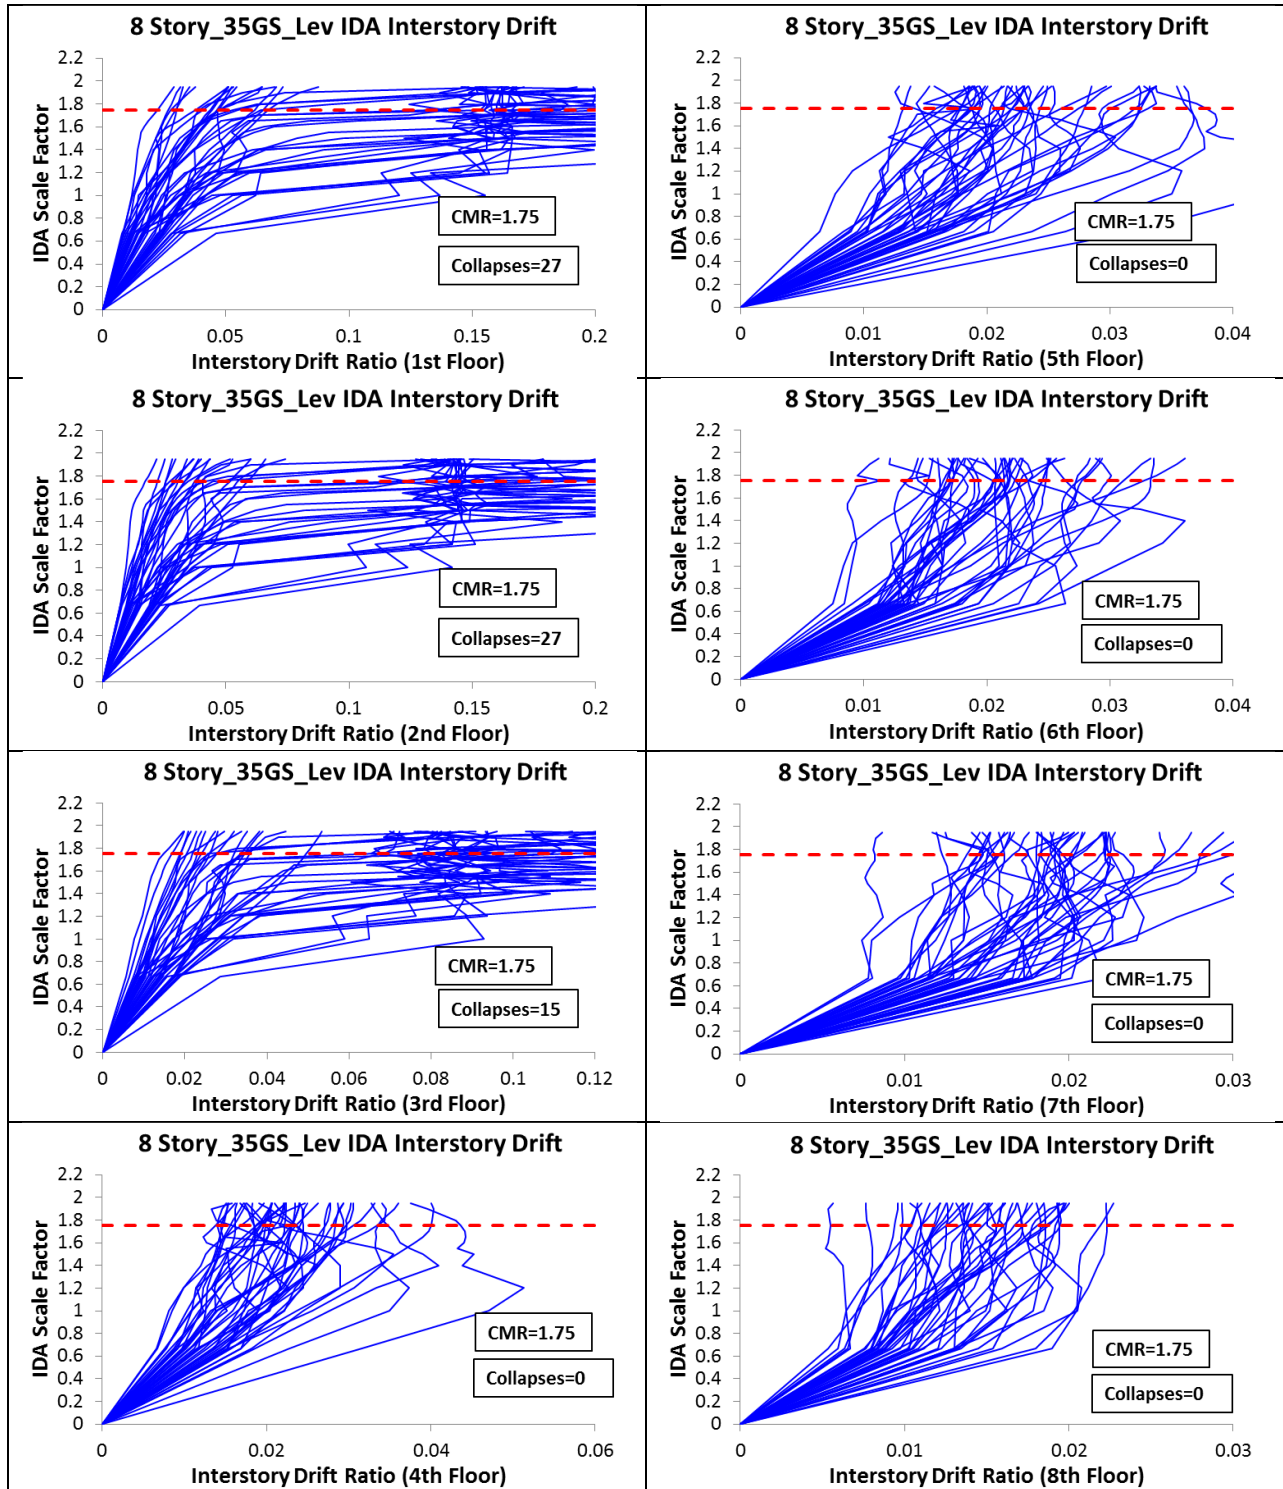 8 Story_35GS_Lev IDA Interstory Drift
IDA Scale Factor
2.2
2
1.8
1.6
1.4
1.2
1
0.8
0.6
0.4
0.2
0
CMR=1.75
Collapses=27
0 0.05 0.1 0.15 0.2
Interstory Drift Ratio (1st Floor)
8 Story_35GS_Lev IDA Interstory Drift
IDA Scale Factor
2.2
2
1.8
1.6
1.4
1.2
1
0.8
0.6
0.4
0.2
0
CMR=1.75
Collapses=0
0 0.01 0.02 0.03 0.04
Interstory Drift Ratio (5th Floor)
8 Story_35GS_Lev IDA Interstory Drift
IDA Scale Factor
2.2
2
1.8
1.6
1.4
1.2
1
0.8
0.6
0.4
0.2
0
CMR=1.75
Collapses=27
0 0.05 0.1 0.15 0.2
Interstory Drift Ratio (2nd Floor)
8 Story_35GS_Lev IDA Interstory Drift
IDA Scale Factor
2.2
2
1.8
1.6
1.4
1.2
1
0.8
0.6
0.4
0.2
0
CMR=1.75
Collapses=0
0 0.01 0.02 0.03 0.04
Interstory Drift Ratio (6th Floor)
8 Story_35GS_Lev IDA Interstory Drift
IDA Scale Factor
2.2
2
1.8
1.6
1.4
1.2
1
0.8
0.6
0.4
0.2
0
CMR=1.75
Collapses=15
0 0.02 0.04 0.06 0.08 0.1 0.12
Interstory Drift Ratio (3rd Floor)
8 Story_35GS_Lev IDA Interstory Drift
IDA Scale Factor
2.2
2
1.8
1.6
1.4
1.2
1
0.8
0.6
0.4
0.2
0
CMR=1.75
Collapses=0
0 0.01 0.02 0.03
Interstory Drift Ratio (7th Floor)
8 Story_35GS_Lev IDA Interstory Drift
IDA Scale Factor
2.2
2
1.8
1.6
1.4
1.2
1
0.8
0.6
0.4
0.2
0
CMR=1.75
Collapses=0
0 0.02 0.04 0.06
Interstory Drift Ratio (4th Floor)
8 Story_35GS_Lev IDA Interstory Drift
IDA Scale Factor
2.2
2
1.8
1.6
1.4
1.2
1
0.8
0.6
0.4
0.2
0
CMR=1.75
Collapses=0
0 0.01 0.02 0.03
Interstory Drift Ratio (8th Floor)